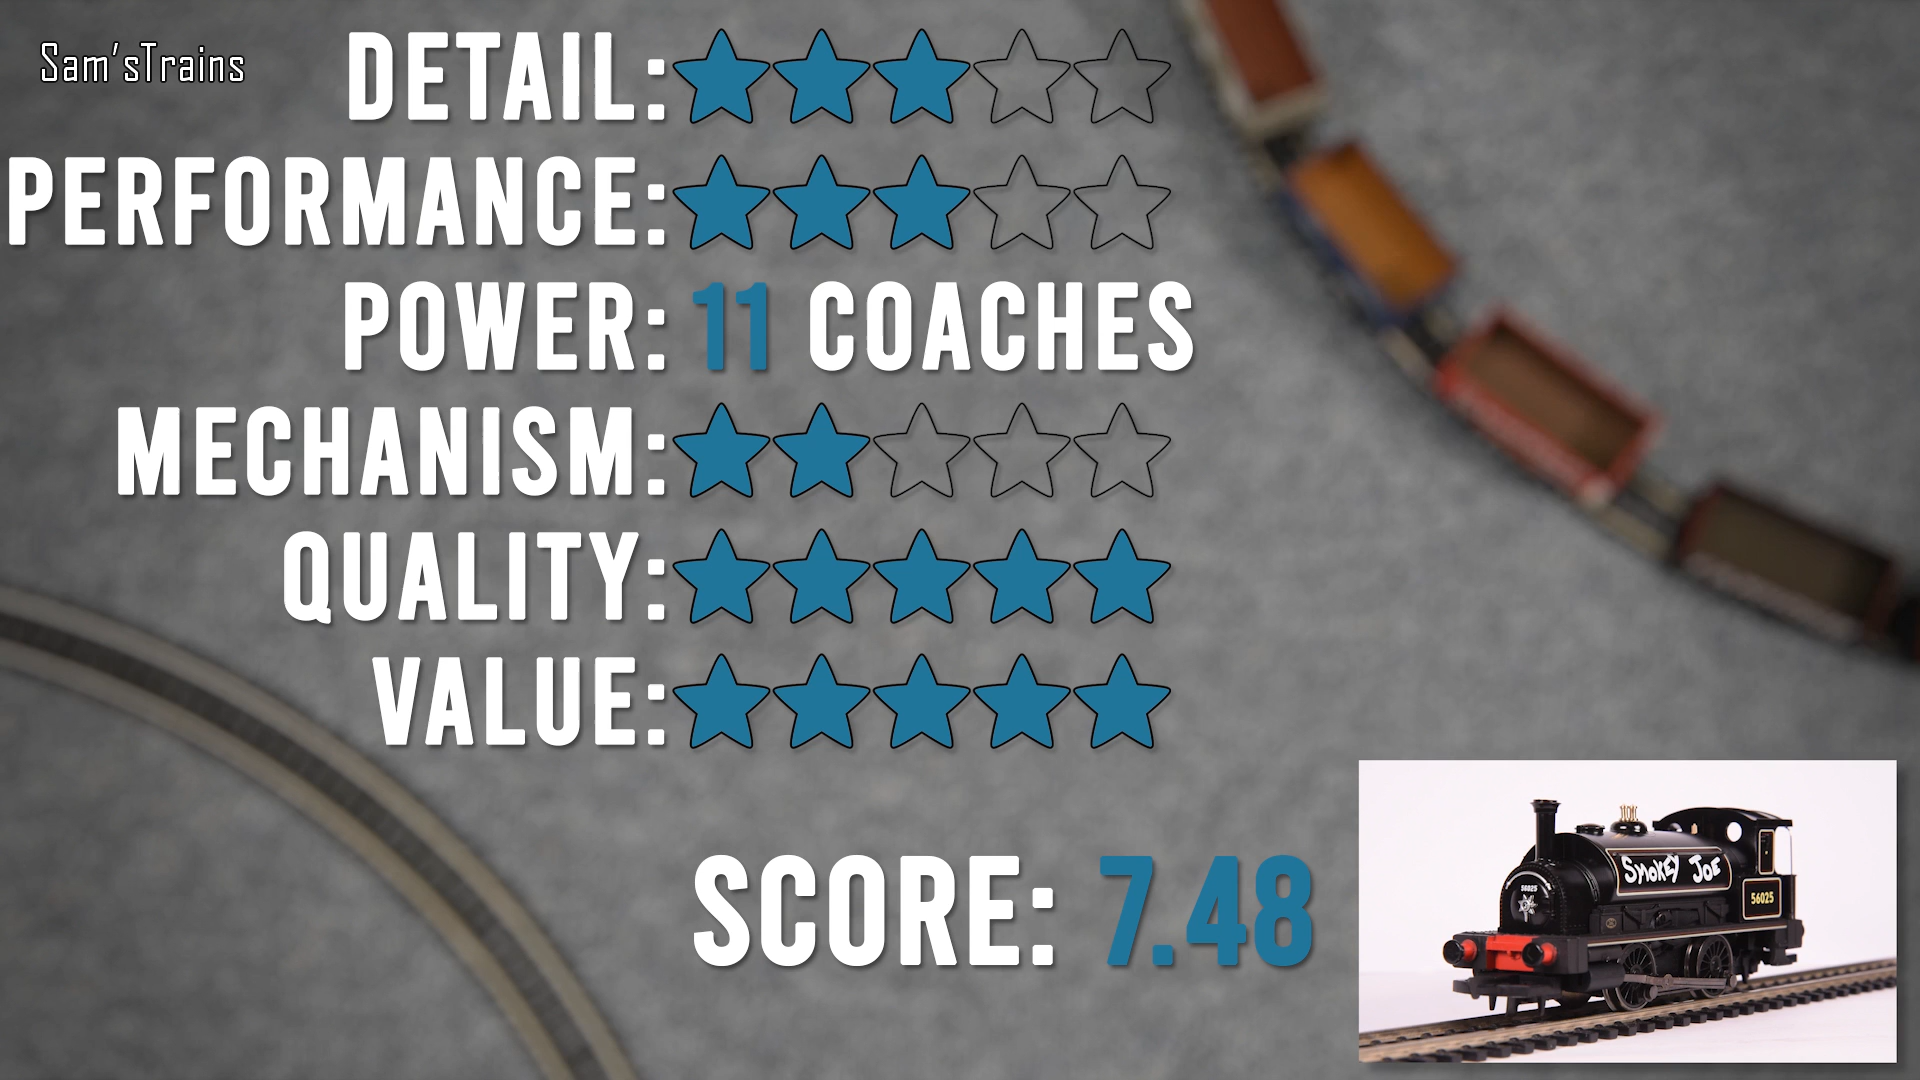 Sam'sTrains
DETAIL:
PERFORMANCE:
POWER: 11 COACHES
MECHANISM:
QUALITY:
VALUE:
SCORE: 7.48
SMOKEY JOE
56025
56025